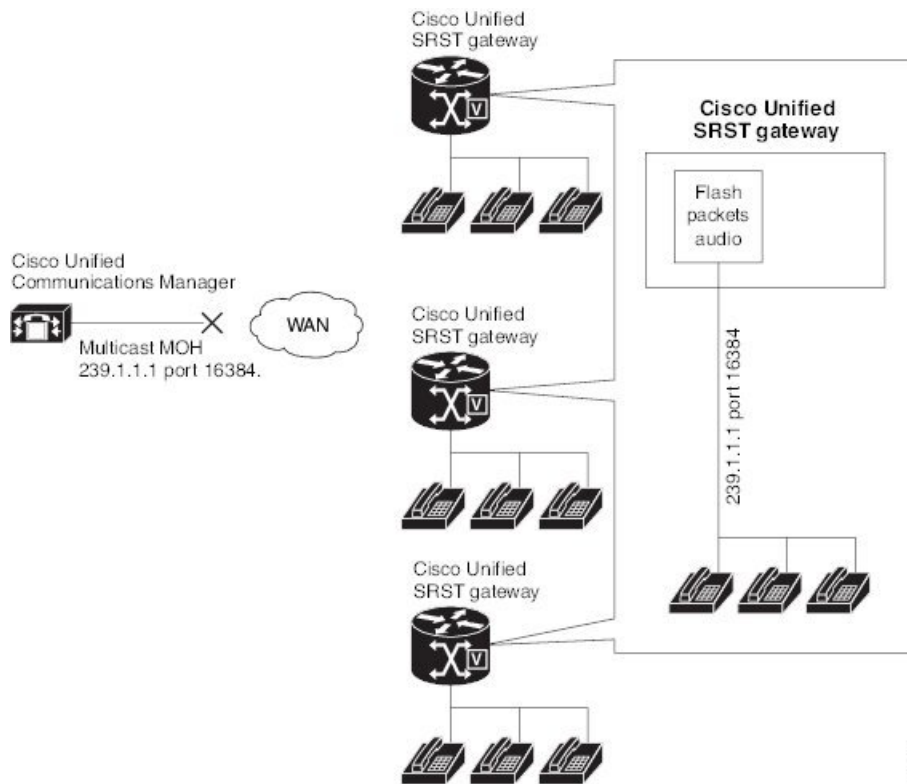 Cisco Unified
SRST gateway
V
Cisco Unified
SRST gateway
Flash
packets
audio
Cisco Unified
Communications Manager
WAN
Multicast MOH
239.1.1.1 port 16384.
Cisco Unified
SRST gateway
V
239.1.1.1 port 16384
Cisco Unified
SRST gateway
V